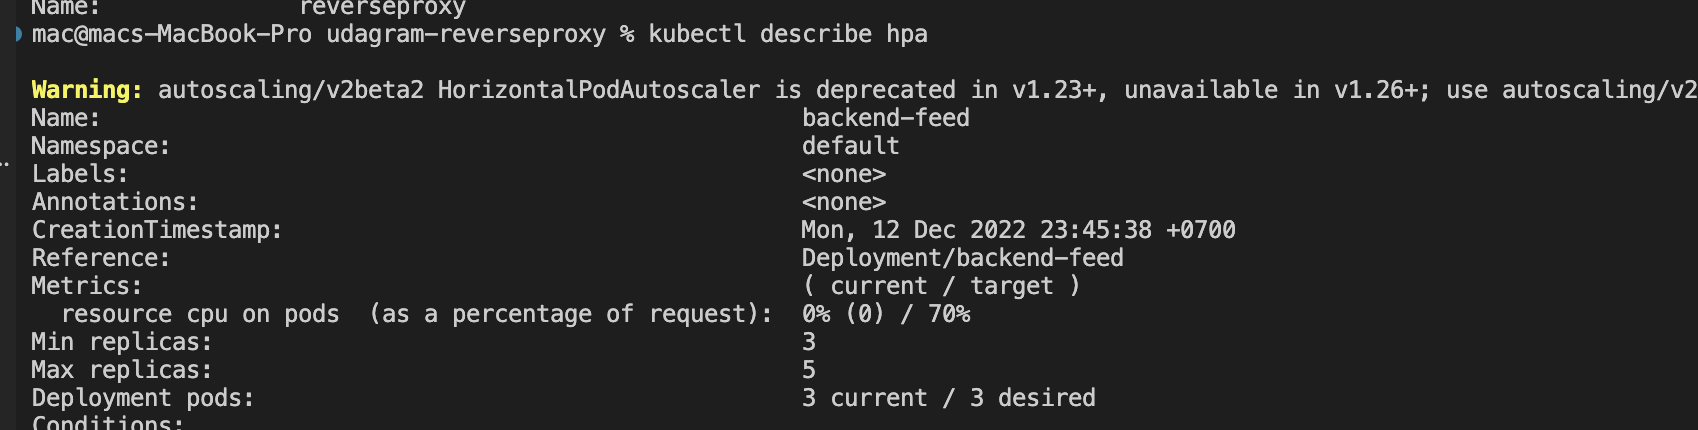 Name: reverseproxy
mac@macs-MacBook-Pro udagram-reverseproxy % kubectl describe hpa
Warning: autoscaling/v2beta2 HorizontalPodAutoscaler is deprecated in v1.23+, unavailable in v1.26+; use autoscaling/v2
Name: backend-feed
Namespace: default
Labels: <none>
Annotations: <none>
CreationTimestamp: Mon, 12 Dec 2022 23:45:38 +0700
Reference: Deployment/backend-feed
Metrics: ( current / target )
resource cpu on pods (as a percentage of request): 0% (0) / 70%
Min replicas: 3
Max replicas: 5
Deployment pods: 3 current / 3 desired
Conditions: